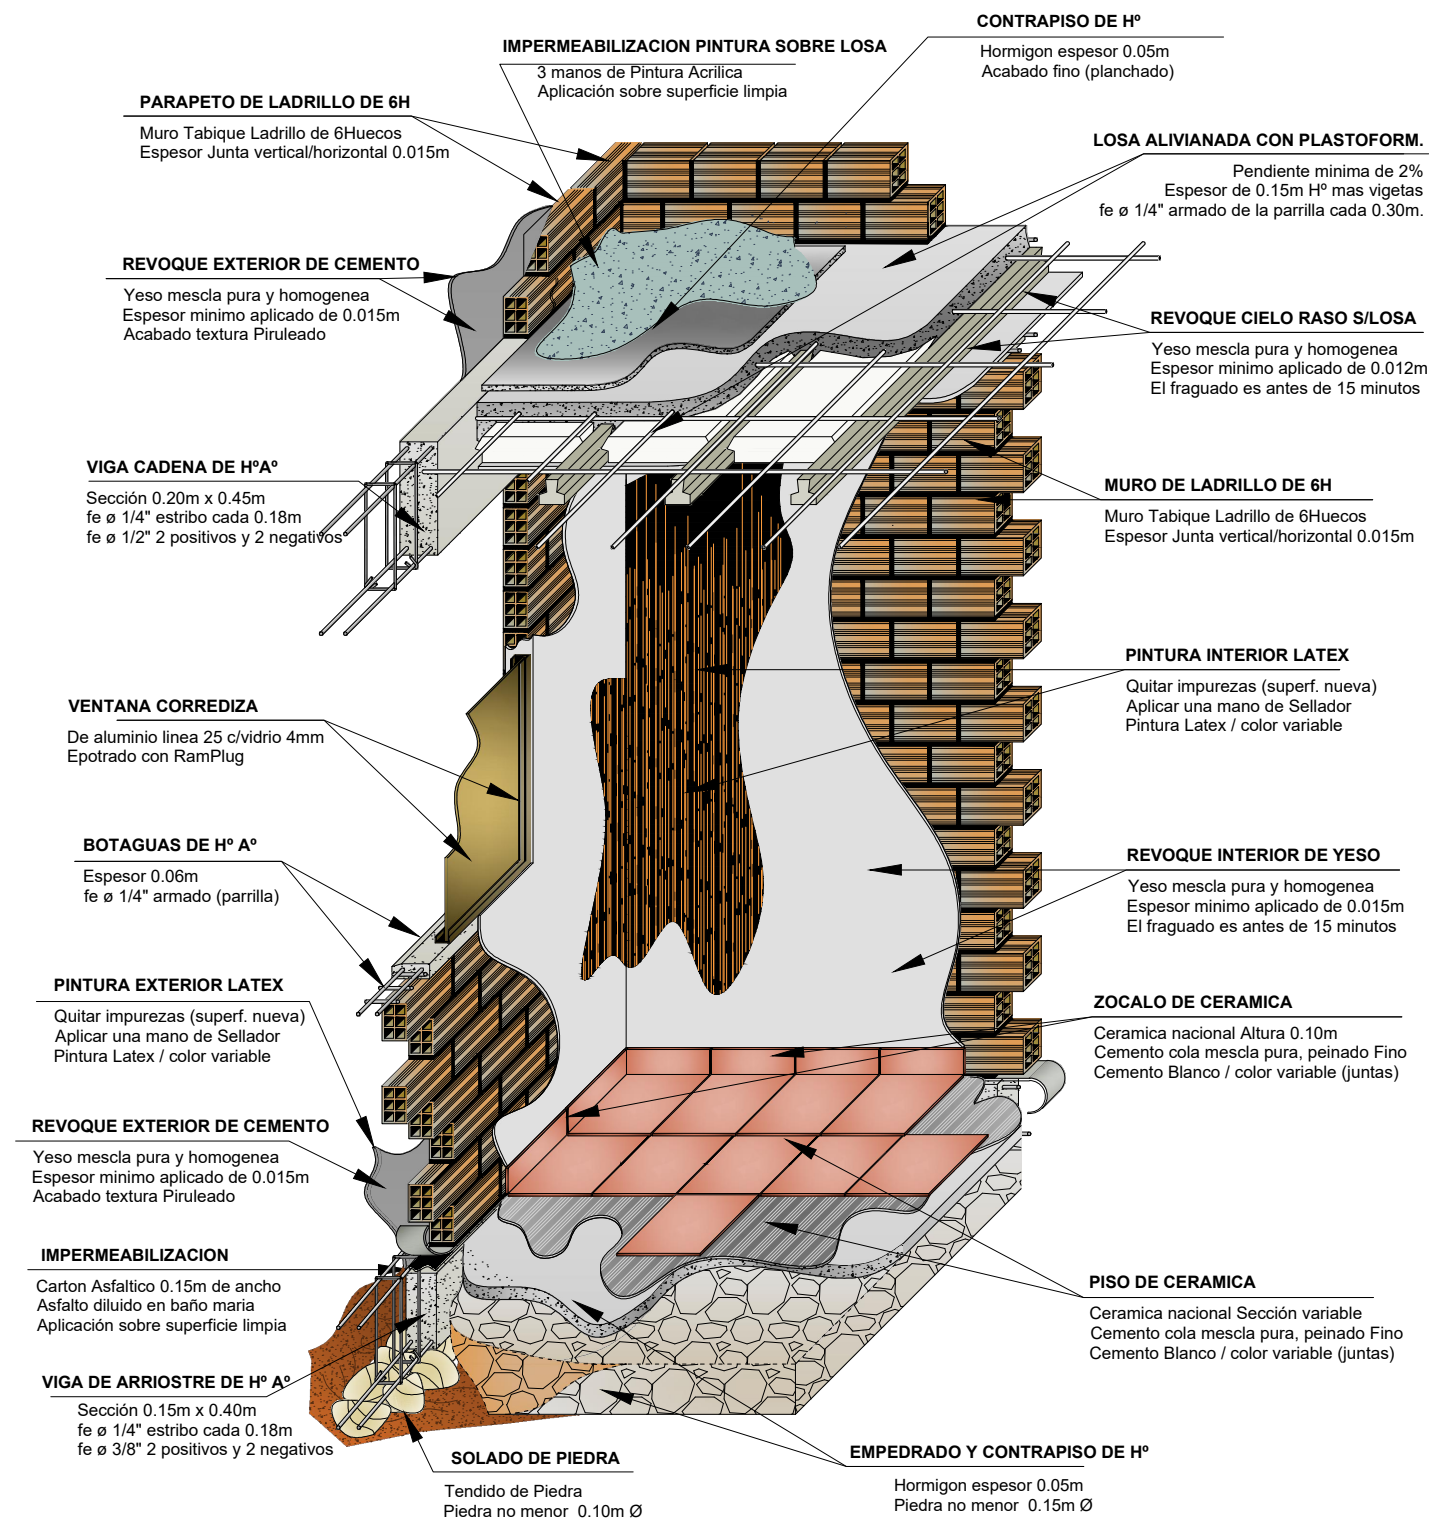 CONTRAPISO DE Hº
Hormigon espesor 0.05m
Acabado fino (planchado)
IMPERMEABILIZACION PINTURA SOBRE LOSA
3 manos de Pintura Acrilica
Aplicación sobre superficie limpia
PARAPETO DE LADRILLO DE 6H
Muro Tabique Ladrillo de 6Huecos
Espesor Junta vertical/horizontal 0.015m
LOSA ALIVIANADA CON PLASTOFORM.
Pendiente minima de 2%
Espesor de 0.15m Hº mas vigetas
fe ø 1/4" armado de la parrilla cada 0.30m.
REVOQUE EXTERIOR DE CEMENTO
Yeso mescla pura y homogenea
Espesor minimo aplicado de 0.015m
Acabado textura Piruleado
REVOQUE CIELO RASO S/LOSA
Yeso mescla pura y homogenea
Espesor minimo aplicado de 0.012m
El fraguado es antes de 15 minutos
VIGA CADENA DE HºAº
Sección 0.20m x 0.45m
fe ø 1/4" estribo cada 0.18m
fe ø 1/2" 2 positivos y 2 negativos
MURO DE LADRILLO DE 6H
Muro Tabique Ladrillo de 6Huecos
Espesor Junta vertical/horizontal 0.015m
PINTURA INTERIOR LATEX
Quitar impurezas (superf. nueva)
Aplicar una mano de Sellador
Pintura Latex / color variable
VENTANA CORREDIZA
De aluminio linea 25 c/vidrio 4mm
Epotrado con RamPlug
BOTAGUAS DE Hº Aº
Espesor 0.06m
fe ø 1/4" armado (parrilla)
REVOQUE INTERIOR DE YESO
Yeso mescla pura y homogenea
Espesor minimo aplicado de 0.015m
El fraguado es antes de 15 minutos
PINTURA EXTERIOR LATEX
Quitar impurezas (superf. nueva)
Aplicar una mano de Sellador
Pintura Latex / color variable
ZOCALO DE CERAMICA
Ceramica nacional Altura 0.10m
Cemento cola mescla pura, peinado Fino
Cemento Blanco / color variable (juntas)
REVOQUE EXTERIOR DE CEMENTO
Yeso mescla pura y homogenea
Espesor minimo aplicado de 0.015m
Acabado textura Piruleado
IMPERMEABILIZACION
Carton Asfaltico 0.15m de ancho
Asfalto diluido en baño maria
Aplicación sobre superficie limpia
PISO DE CERAMICA
Ceramica nacional Sección variable
Cemento cola mescla pura, peinado Fino
Cemento Blanco / color variable (juntas)
VIGA DE ARRIOSTRE DE Hº Aº
Sección 0.15m x 0.40m
fe ø 1/4" estribo cada 0.18m
fe ø 3/8" 2 positivos y 2 negativos
SOLADO DE PIEDRA
Tendido de Piedra
Piedra no menor 0.10m Ø
EMPEDRADO Y CONTRAPISO DE Hº
Hormigon espesor 0.05m
Piedra no menor 0.15m Ø